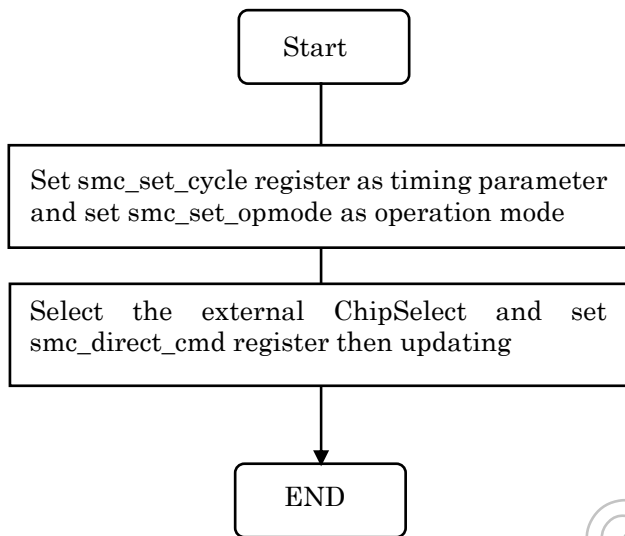 Start
Set smc_set_cycle register as timing parameter
and set smc_set_opmode as operation mode
Select the external ChipSelect and set
smc_direct_cmd register then updating
END